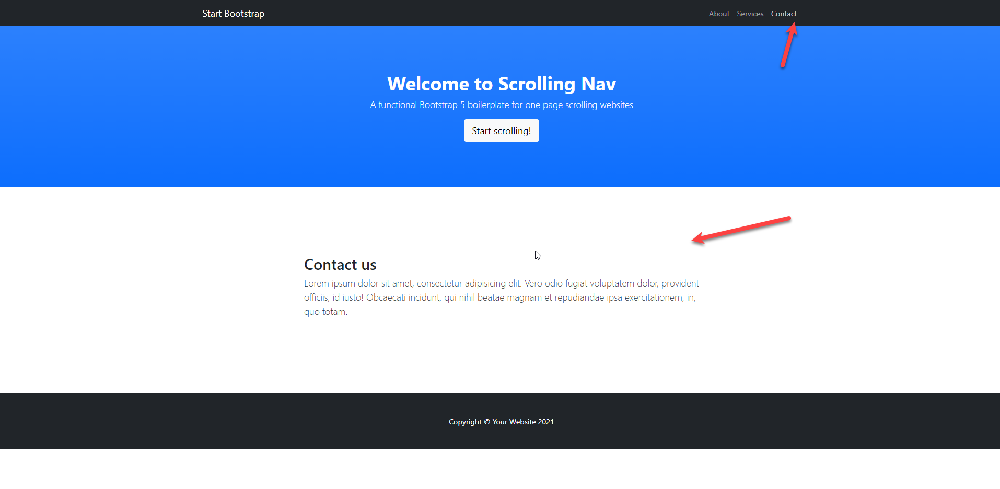 Start Bootstrap
About Services Contact
Welcome to Scrolling Nav
A functional Bootstrap 5 boilerplate for one page scrolling websites
Start scrolling!
Contact us
Lorem ipsum dolor sit amet, consectetur adipisicing elit. Vero odio fugiat voluptatem dolor, provident
officiis, id iusto! Obcaecati incidunt, qui nihil beatae magnam et repudiandae ipsa exercitationem, in,
quo totam.
Copyright © Your Website 2021